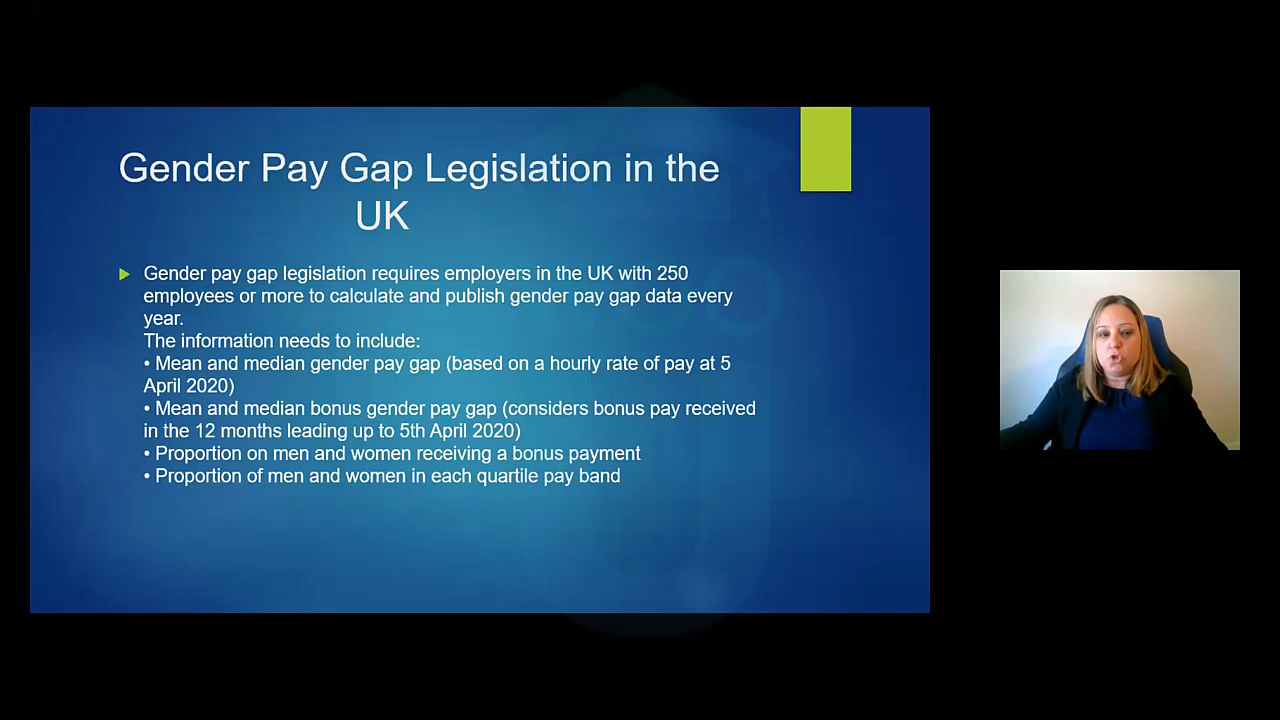 Gender Pay Gap Legislation in the
UK
Gender pay gap legislation requires employers in the UK with 250
employees or more to calculate and publish gender pay gap data every
year.
The information needs to include:
• Mean and median gender pay gap (based on a hourly rate of pay at 5
April 2020)
• Mean and median bonus gender pay gap (considers bonus pay received
in the 12 months leading up to 5th April 2020)
• Proportion on men and women receiving a bonus payment
• Proportion of men and women in each quartile pay band